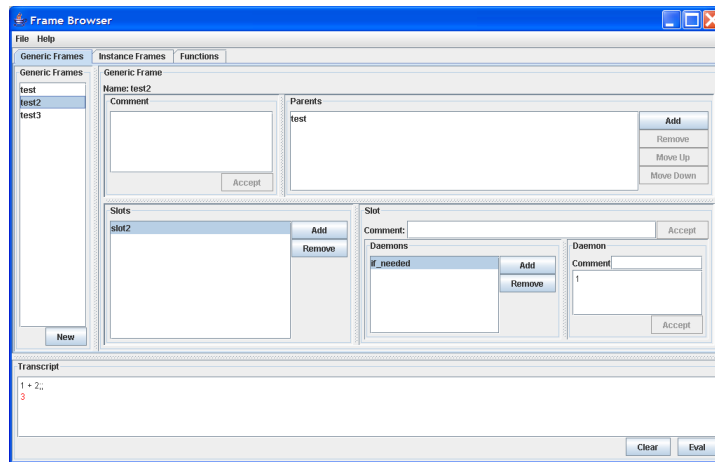 Frame Browser
File Help
Generic Frames Instance Frames Functions
Generic Frames
test
test2
test3
New
Generic Frame
Name: test2
Comment
Accept
Parents
test
Add
Remove
Move Up
Move Down
Slots
slot2
Add
Remove
Slot
Comment:
Accept
Daemons
if_needed
Add
Remove
Daemon
Comment
1
Accept
Transcript
1 + 2;;
3
Clear Eval